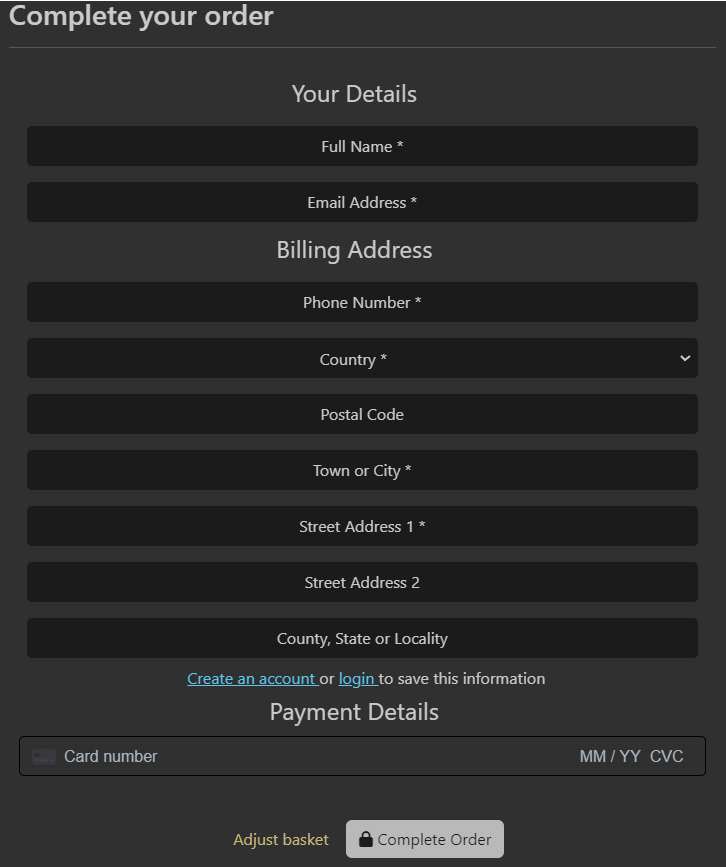 Complete your order
Your Details
Full Name *
Email Address *
Billing Address
Phone Number *
Country *
Postal Code
Town or City *
Street Address 1 *
Street Address 2
County, State or Locality
Create an account or login to save this information
Payment Details
Card number MM / YY CVC
Adjust basket Complete Order